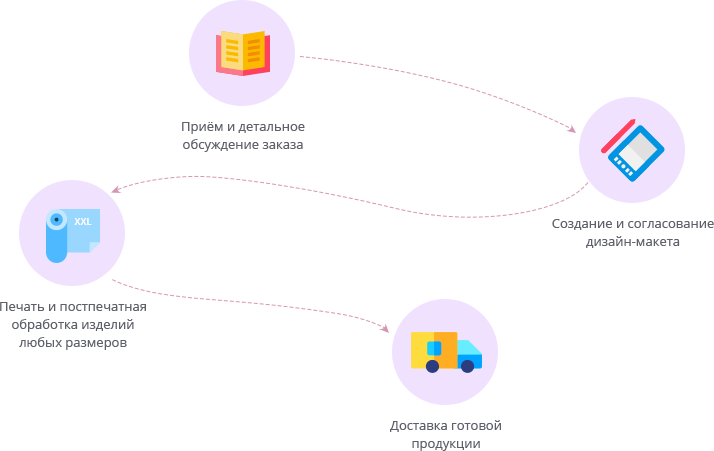 Приём и детальное
обсуждение заказа
Создание и согласование
дизайн-макета
XXL
Печать и постпечатная
обработка изделий
любых размеров
Доставка готовой
продукции